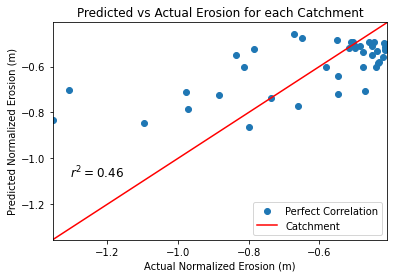 Predicted vs Actual Erosion for each Catchment
Predicted Normalized Erosion (m)
−0.6
−0.8
−1.0
−1.2
r² = 0.46
Perfect Correlation
Catchment
−1.2
−1.0
−0.8
−0.6
Actual Normalized Erosion (m)